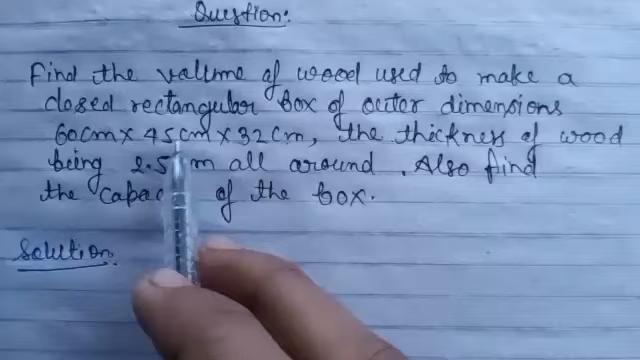 Question:
Find the volume of wood used to make a
closed rectangular box of outer dimensions
60cm x 45cm x 32cm, the thickness of wood
being 2.5 m all around. Also find
the capac of the box.
Solution.